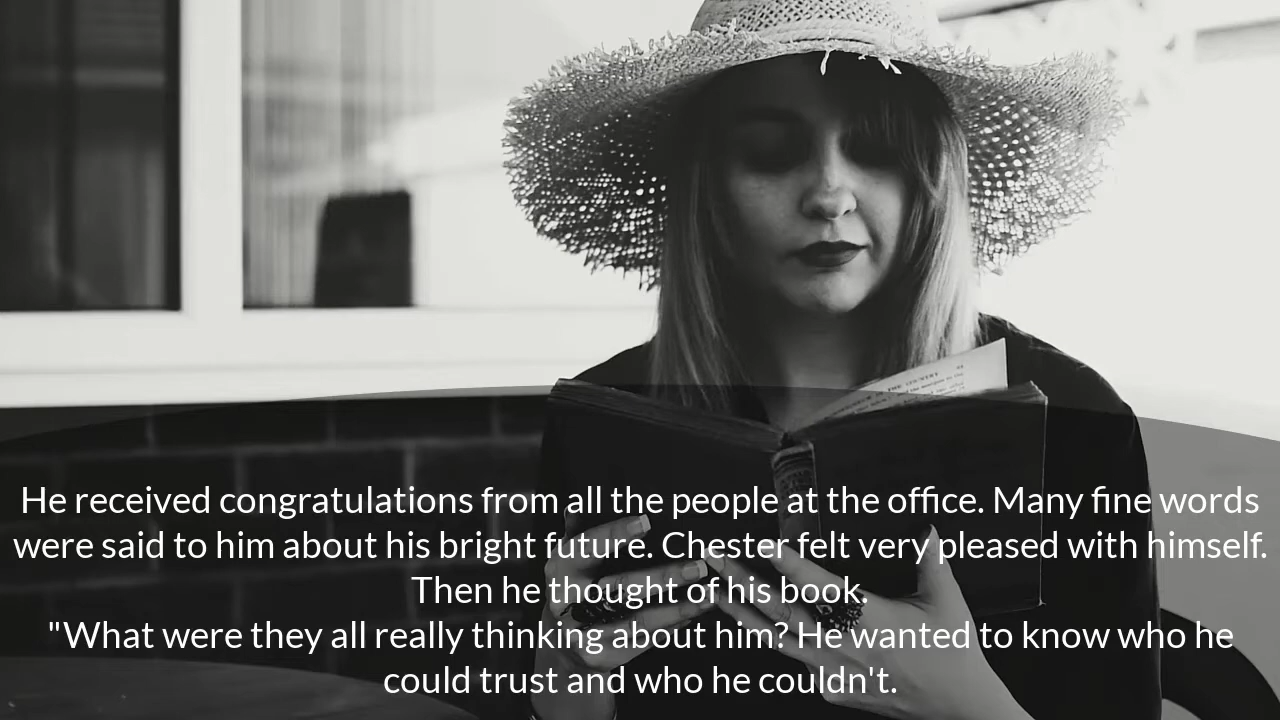 He received congratulations from all the people at the office. Many fine words
were said to him about his bright future. Chester felt very pleased with himself.
Then he thought of his book.
"What were they all really thinking about him? He wanted to know who he
could trust and who he couldn't.